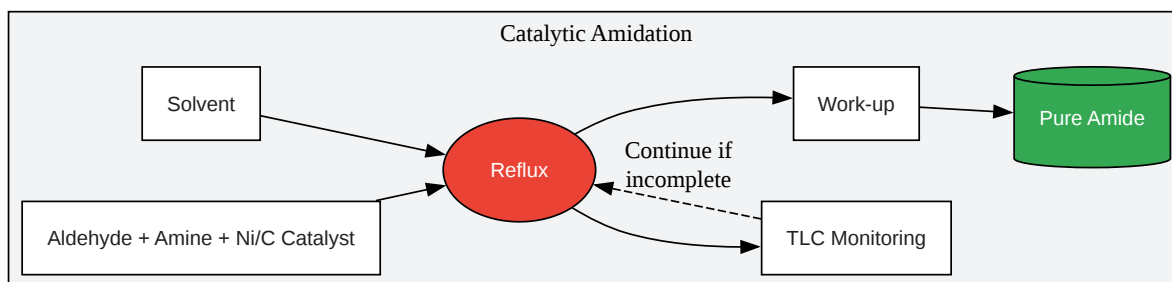 Catalytic Amidation
Solvent
Work-up
Pure Amide
Reflux
Continue if
incomplete
Aldehyde + Amine + Ni/C Catalyst
TLC Monitoring